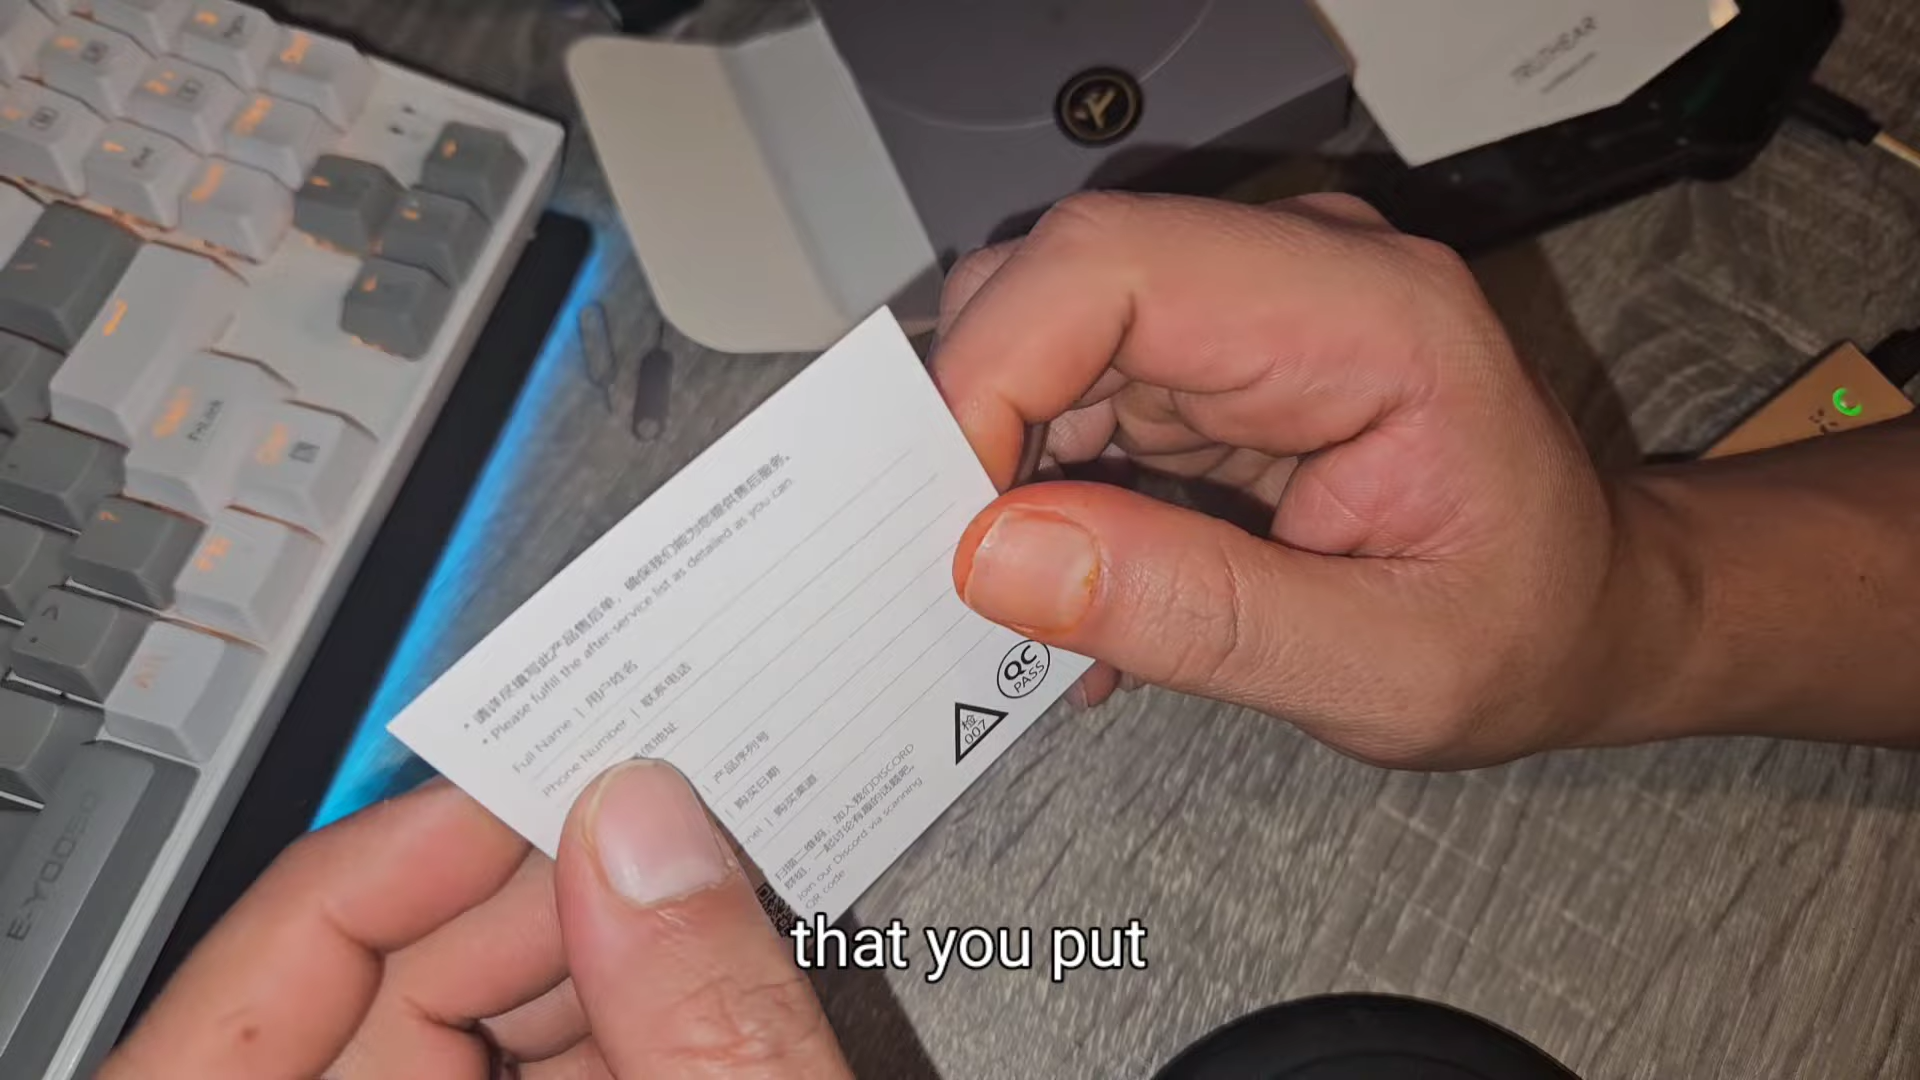 • 请详尽填写此产品售后单，确保我们能为您提供售后服务。
• Please fulfill the after-service list as detailed as you can
Full Name | 用户姓名
Phone Number | 联系电话
信地址
| 产品序列号
| 购买日期
nel | 购买渠道
扫描二维码，加入我们DISCORD
群组，一起讨论有趣的话题吧。
Join our Discord via scanning
QR code
检
007
QC
PASS
that you put
E-YOOSO